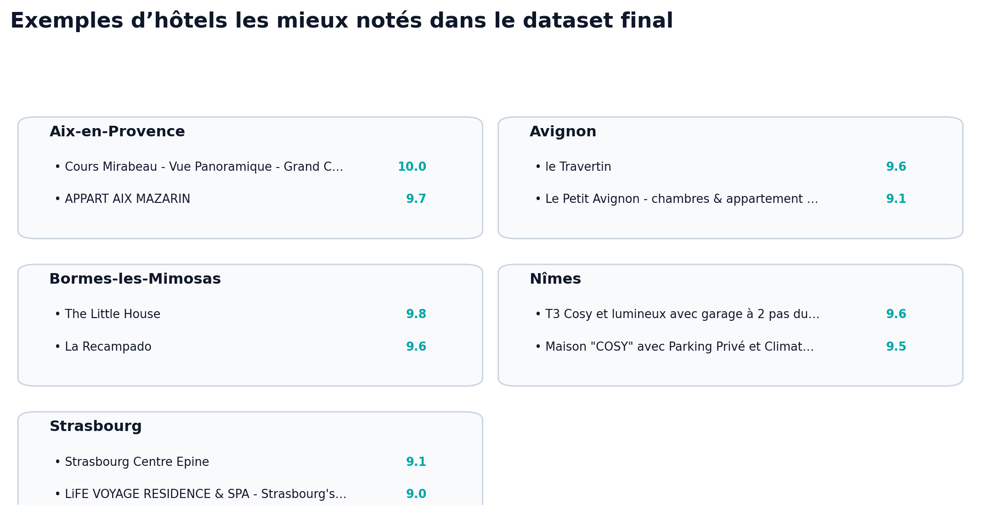 Exemples d’hôtels les mieux notés dans le dataset final
Aix-en-Provence
• Cours Mirabeau - Vue Panoramique - Grand C… 10.0
• APPART AIX MAZARIN 9.7
Avignon
• le Travertin 9.6
• Le Petit Avignon - chambres & appartement … 9.1
Bormes-les-Mimosas
• The Little House 9.8
• La Recampado 9.6
Nîmes
• T3 Cosy et lumineux avec garage à 2 pas du… 9.6
• Maison "COSY" avec Parking Privé et Climat… 9.5
Strasbourg
• Strasbourg Centre Epine 9.1
• LiFE VOYAGE RESIDENCE & SPA - Strasbourg's… 9.0